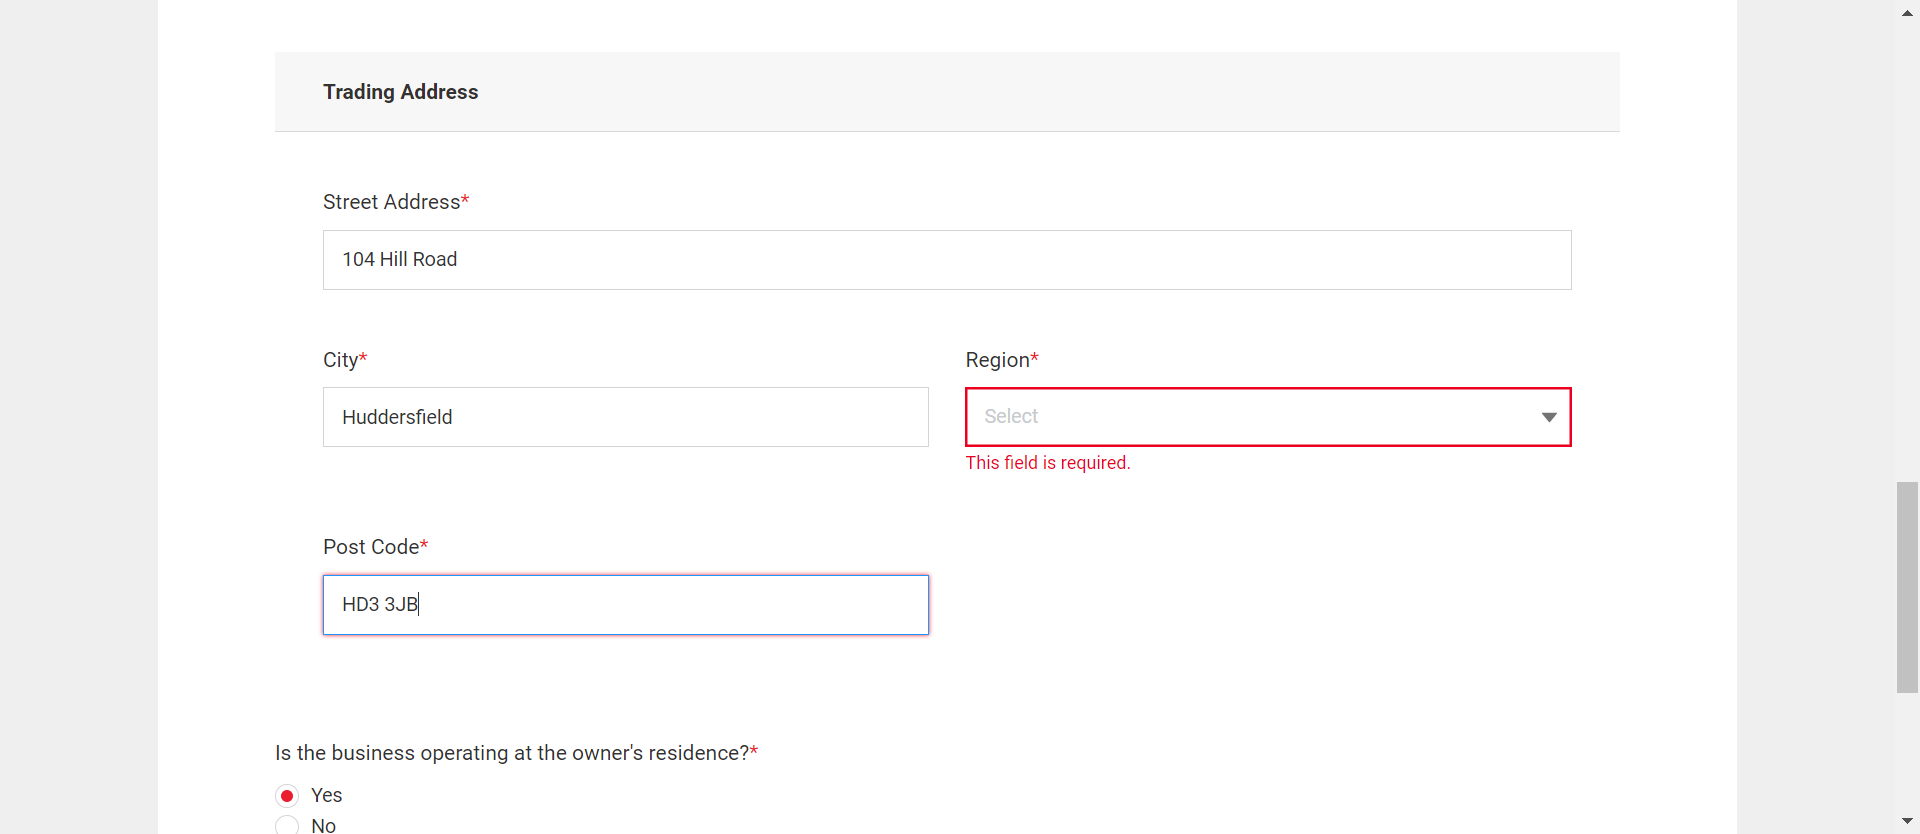 Trading Address
Street Address*
104 Hill Road
City*
Region*
Huddersfield
Select
This field is required.
Post Code*
HD3 3JB
Is the business operating at the owner's residence?*
Yes
No